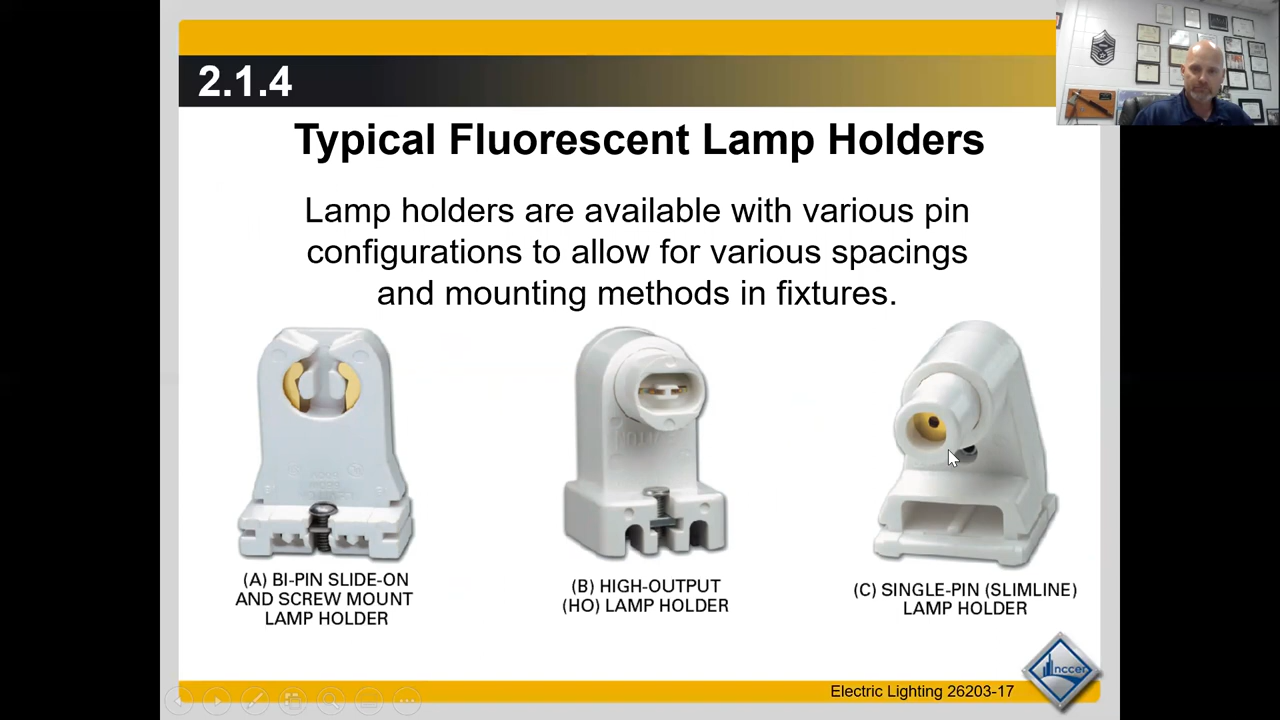 2.1.4
Typical Fluorescent Lamp Holders
Lamp holders are available with various pin
configurations to allow for various spacings
and mounting methods in fixtures.
(A) BI-PIN SLIDE-ON
AND SCREW MOUNT
LAMP HOLDER
(B) HIGH-OUTPUT
(HO) LAMP HOLDER
(C) SINGLE-PIN (SLIMLINE)
LAMP HOLDER
nccer
Electric Lighting 26203-17